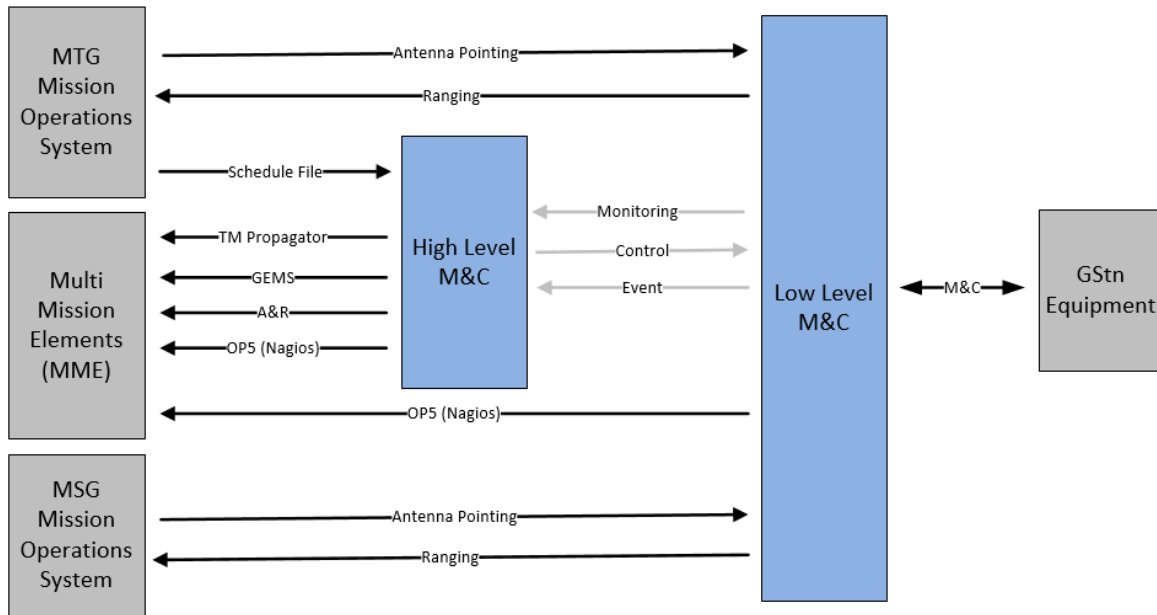 MTG
Mission
Operations
System
Antenna Pointing
Ranging
Schedule File
Multi
Mission
Elements
(MME)
TM Propagator
GEMS
A&R
OP5 (Nagios)
OP5 (Nagios)
High Level
M&C
Monitoring
Control
Event
Low Level
M&C
M&C
GStn
Equipment
MSG
Mission
Operations
System
Antenna Pointing
Ranging